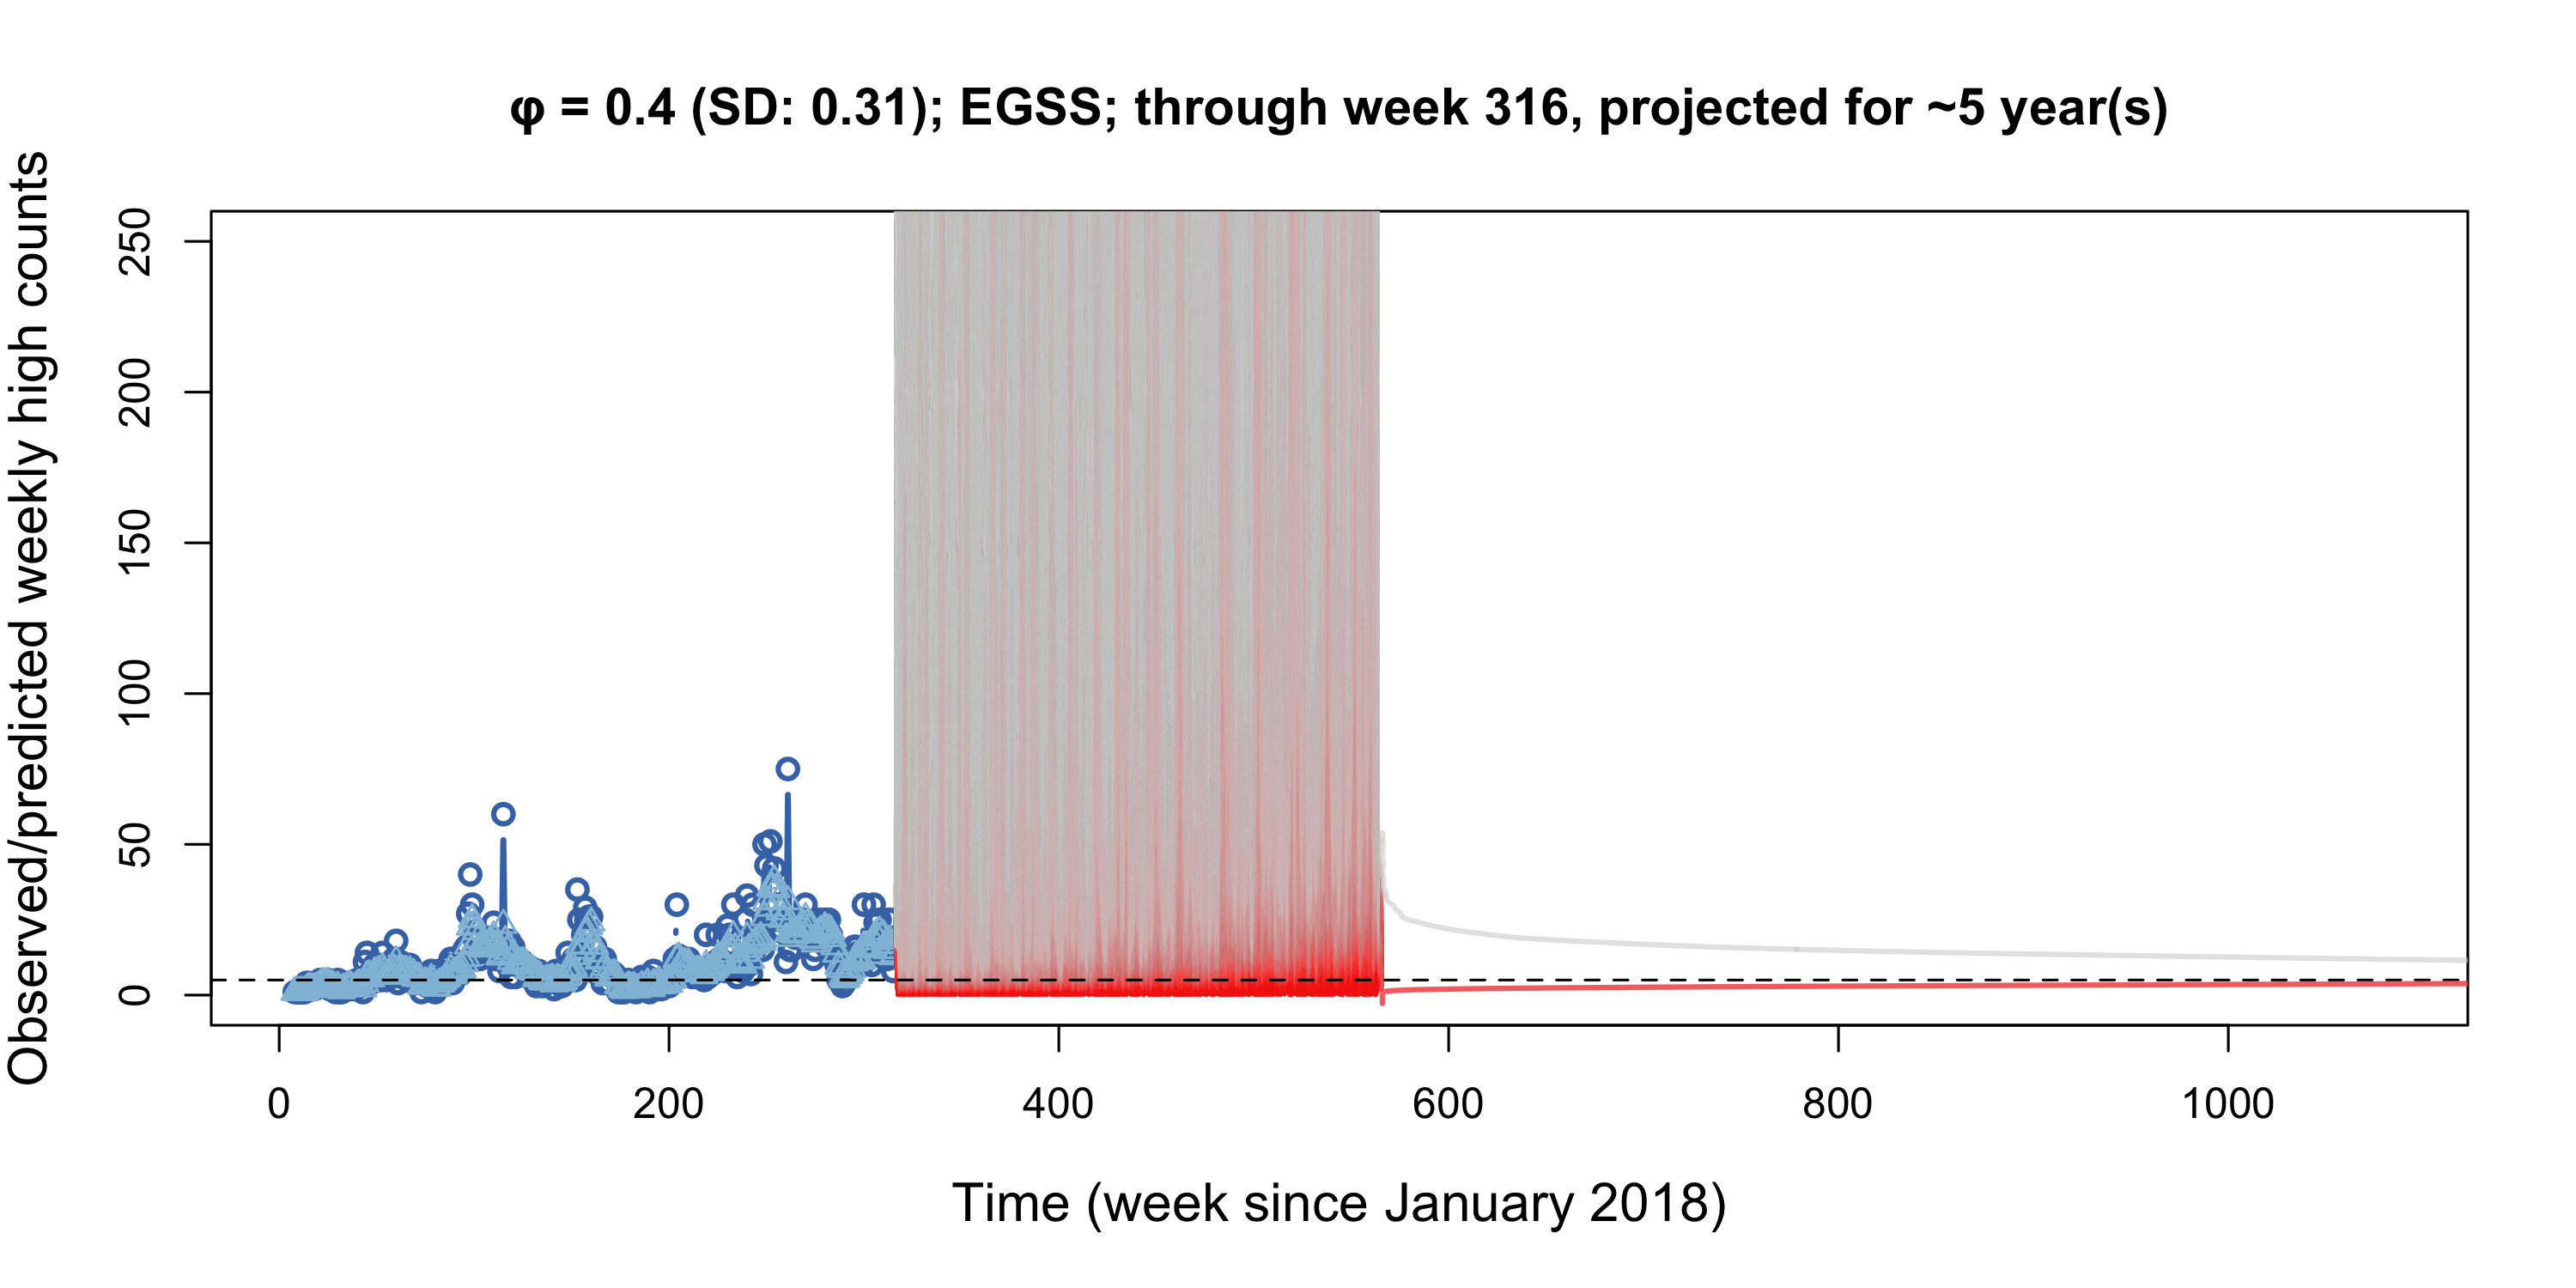 φ = 0.4 (SD: 0.31); EGSS; through week 316, projected for ~5 year(s)
Observed/predicted weekly high counts
250
200
150
100
50
0
0 200 400 600 800 1000
Time (week since January 2018)